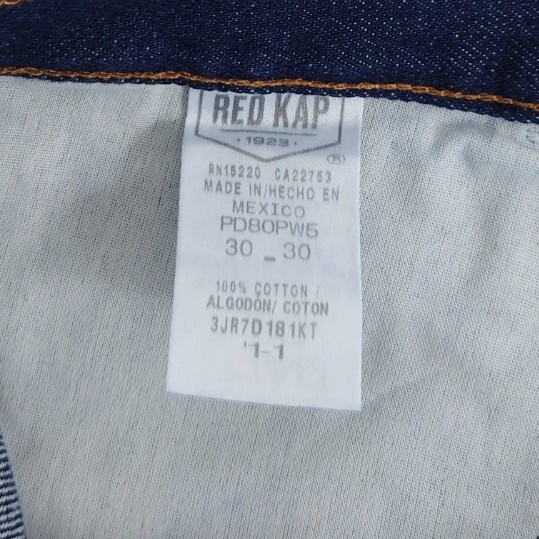 RED KAP
· 1923 ·
®
RN15220 CA22753
MADE IN/HECHO EN
MEXICO
PD80PW5
30 - 30
100% COTTON /
ALGODÓN/ COTON
3JR7D181KT
'1-1